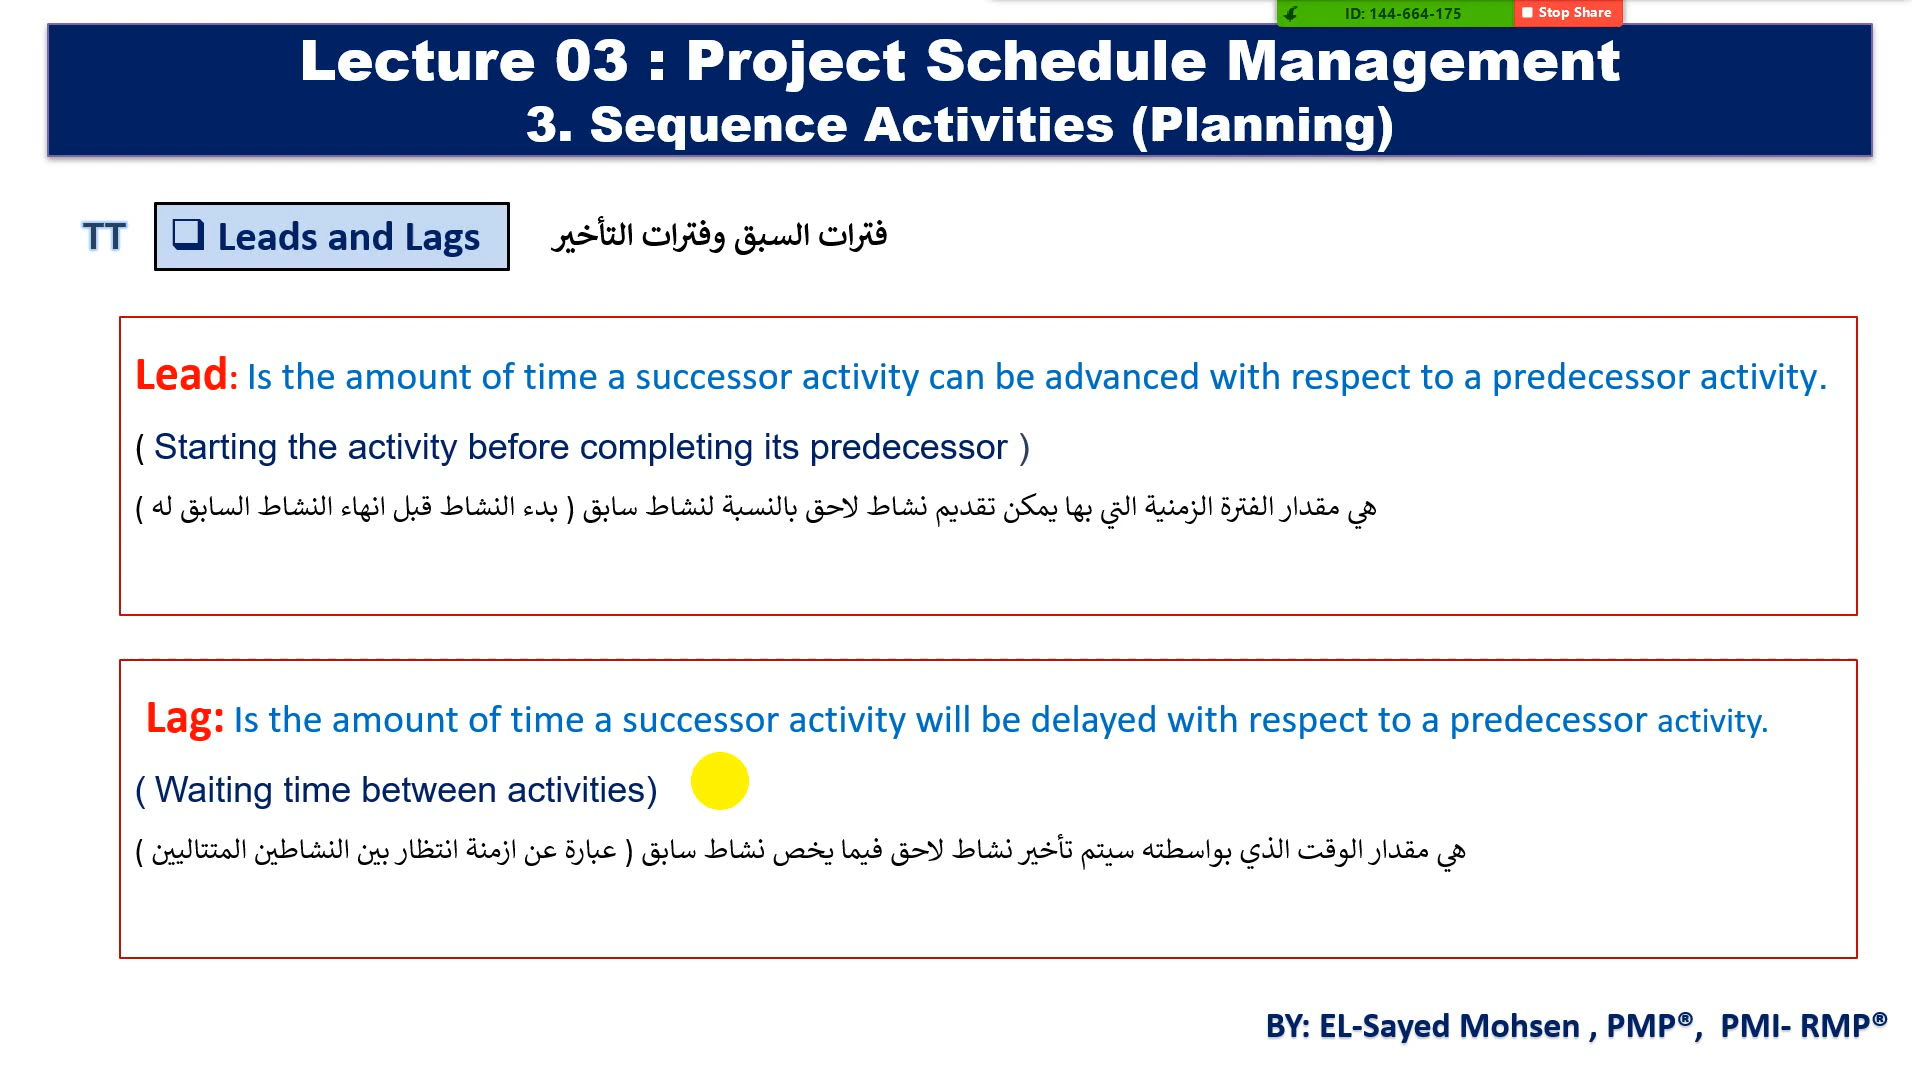 ID: 144-664-175 Stop Share
Lecture 03 : Project Schedule Management
3. Sequence Activities (Planning)
TT
Leads and Lags
فترات السبق وفترات التأخير
Lead: Is the amount of time a successor activity can be advanced with respect to a predecessor activity.
( Starting the activity before completing its predecessor )
هي مقدار الفترة الزمنية التي بها يمكن تقديم نشاط لاحق بالنسبة لنشاط سابق ( بدء النشاط قبل انهاء النشاط السابق له )
Lag: Is the amount of time a successor activity will be delayed with respect to a predecessor activity.
( Waiting time between activities)
هي مقدار الوقت الذي بواسطته سيتم تأخير نشاط لاحق فيما يخص نشاط سابق ( عبارة عن ازمنة انتظار بين النشاطين المتتاليين )
BY: EL-Sayed Mohsen , PMP®, PMI- RMP®